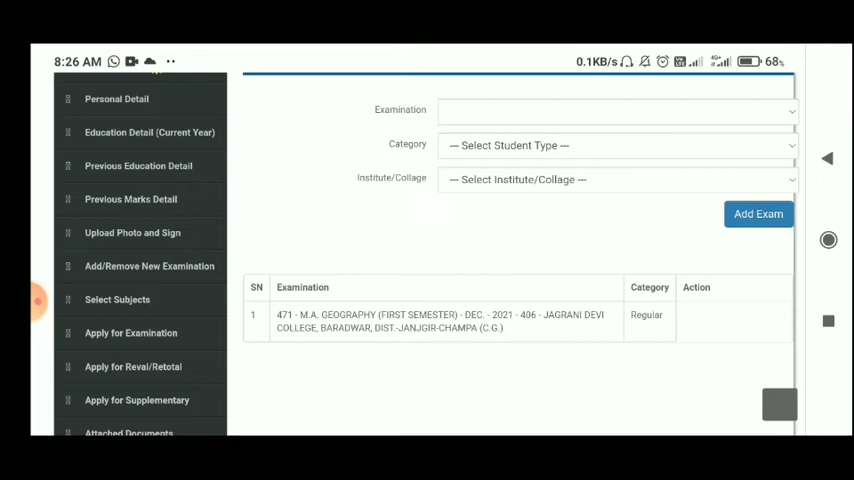 8:26 AM
0.1KB/s
68%
Personal Detail
Education Detail (Current Year)
Previous Education Detail
Previous Marks Detail
Upload Photo and Sign
Add/Remove New Examination
Select Subjects
Apply for Examination
Apply for Reval/Retotal
Apply for Supplementary
Attached Documents
Examination
Category
--- Select Student Type ---
Institute/Collage
--- Select Institute/Collage ---
Add Exam
SN Examination Category Action
1 471 - M.A. GEOGRAPHY (FIRST SEMESTER) - DEC. - 2021 - 406 - JAGRANI DEVI Regular
COLLEGE, BARADWAR, DIST.-JANJGIR-CHAMPA (C.G.)